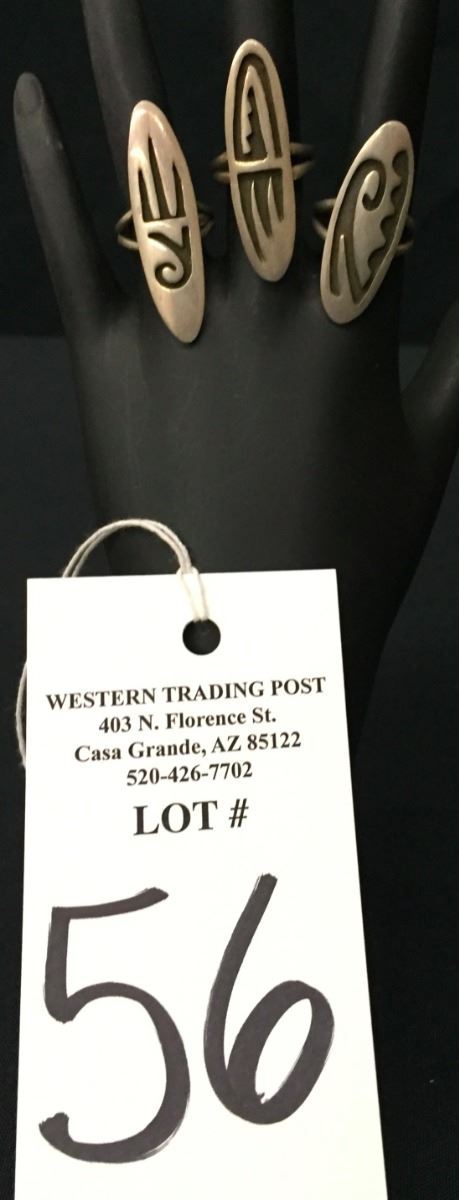 WESTERN TRADING POST
403 N. Florence St.
Casa Grande, AZ 85122
520-426-7702
LOT #
56